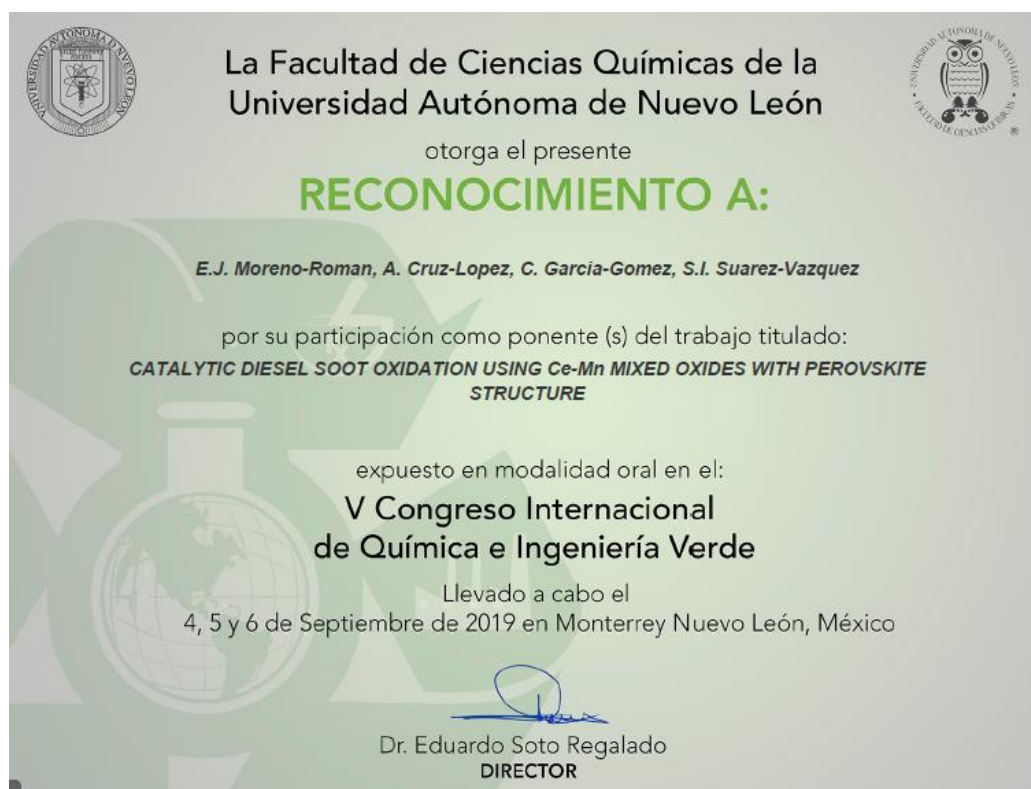 La Facultad de Ciencias Químicas de la
Universidad Autónoma de Nuevo León
otorga el presente
RECONOCIMIENTO A:
E.J. Moreno-Roman, A. Cruz-Lopez, C. Garcia-Gomez, S.I. Suarez-Vazquez
por su participación como ponente (s) del trabajo titulado:
CATALYTIC DIESEL SOOT OXIDATION USING Ce-Mn MIXED OXIDES WITH PEROVSKITE
STRUCTURE
expuesto en modalidad oral en el:
V Congreso Internacional
de Química e Ingeniería Verde
Llevado a cabo el
4, 5 y 6 de Septiembre de 2019 en Monterrey Nuevo León, México
Dr. Eduardo Soto Regalado
DIRECTOR